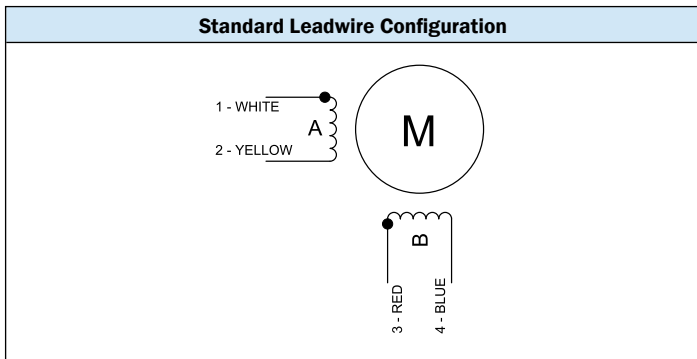 Standard Leadwire Configuration
1 - WHITE
A
2 - YELLOW
M
B
3 - RED
4 - BLUE